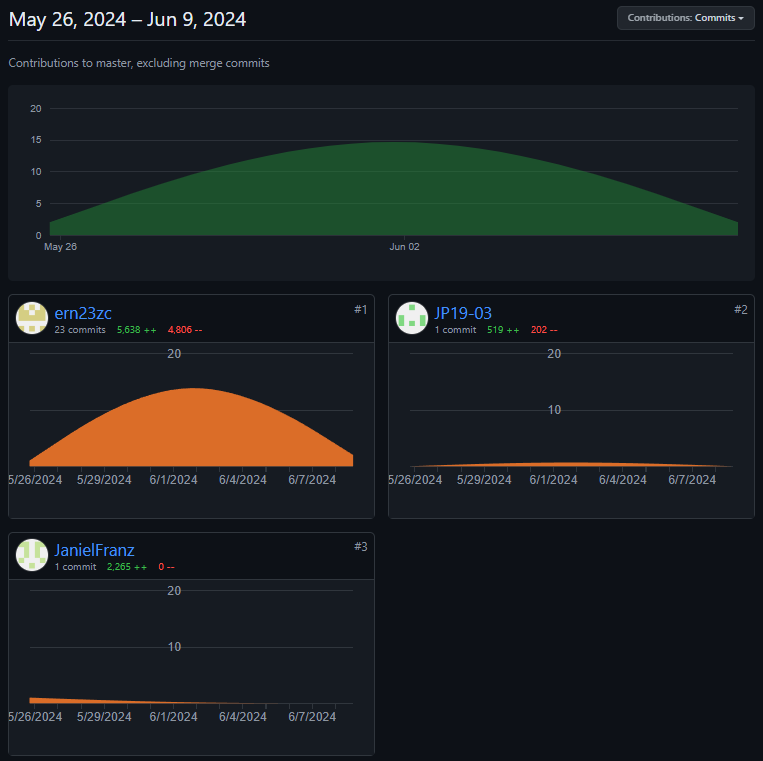 May 26, 2024 – Jun 9, 2024
Contributions: Commits
Contributions to master, excluding merge commits
20
15
10
5
0
May 26
Jun 02
ern23zc
#1
23 commits 5,638 ++ 4,806 --
20
5/26/2024 5/29/2024 6/1/2024 6/4/2024 6/7/2024
JP19-03
#2
1 commit 519 ++ 202 --
20
10
5/26/2024 5/29/2024 6/1/2024 6/4/2024 6/7/2024
JanielFranz
#3
1 commit 2,265 ++ 0 --
20
10
5/26/2024 5/29/2024 6/1/2024 6/4/2024 6/7/2024